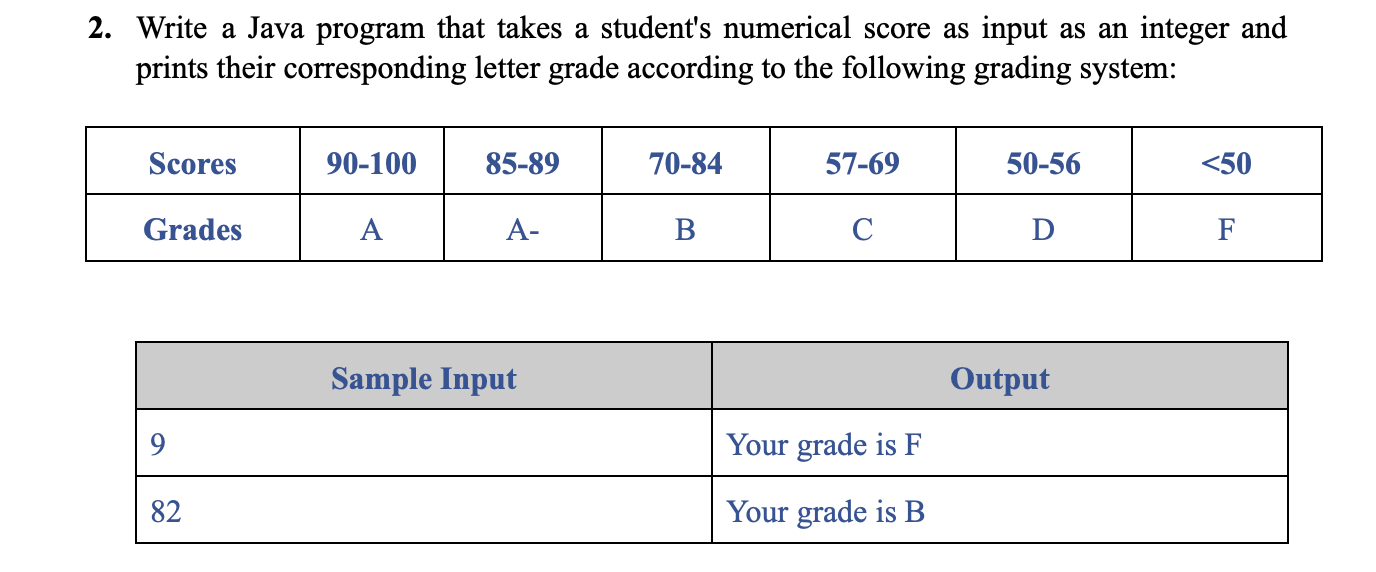 2. Write a Java program that takes a student's numerical score as input as an integer and
prints their corresponding letter grade according to the following grading system:
Scores 90-100 85-89 70-84 57-69 50-56 <50
Grades A A- B C D F
Sample Input Output
9 Your grade is F
82 Your grade is B